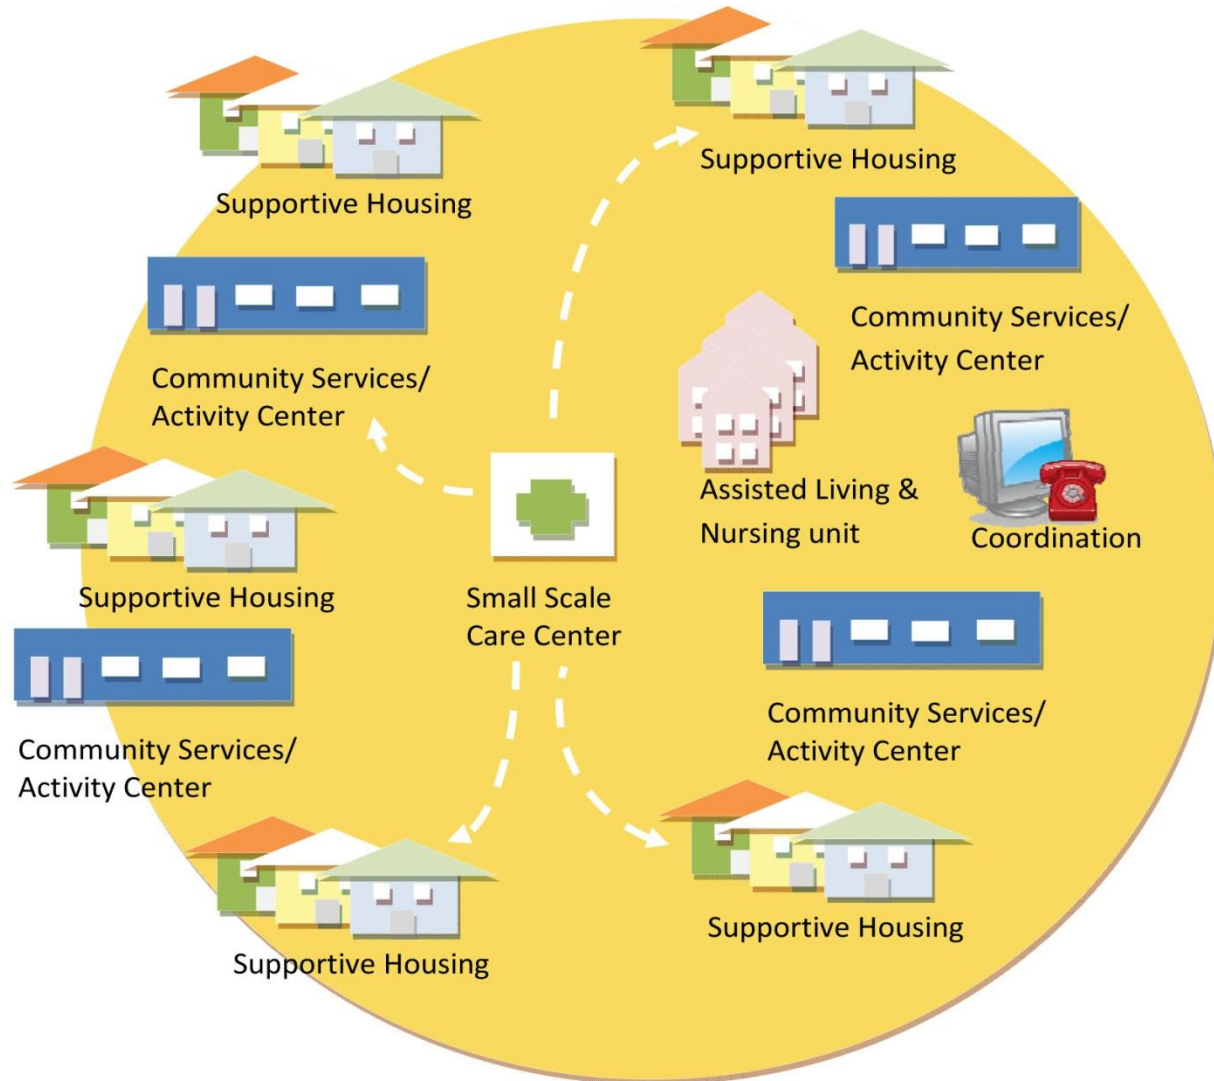 Supportive Housing
Supportive Housing
Community Services/
Activity Center
Community Services/
Activity Center
Assisted Living &
Nursing unit
Coordination
Supportive Housing
Small Scale
Care Center
Community Services/
Activity Center
Community Services/
Activity Center
Supportive Housing
Supportive Housing